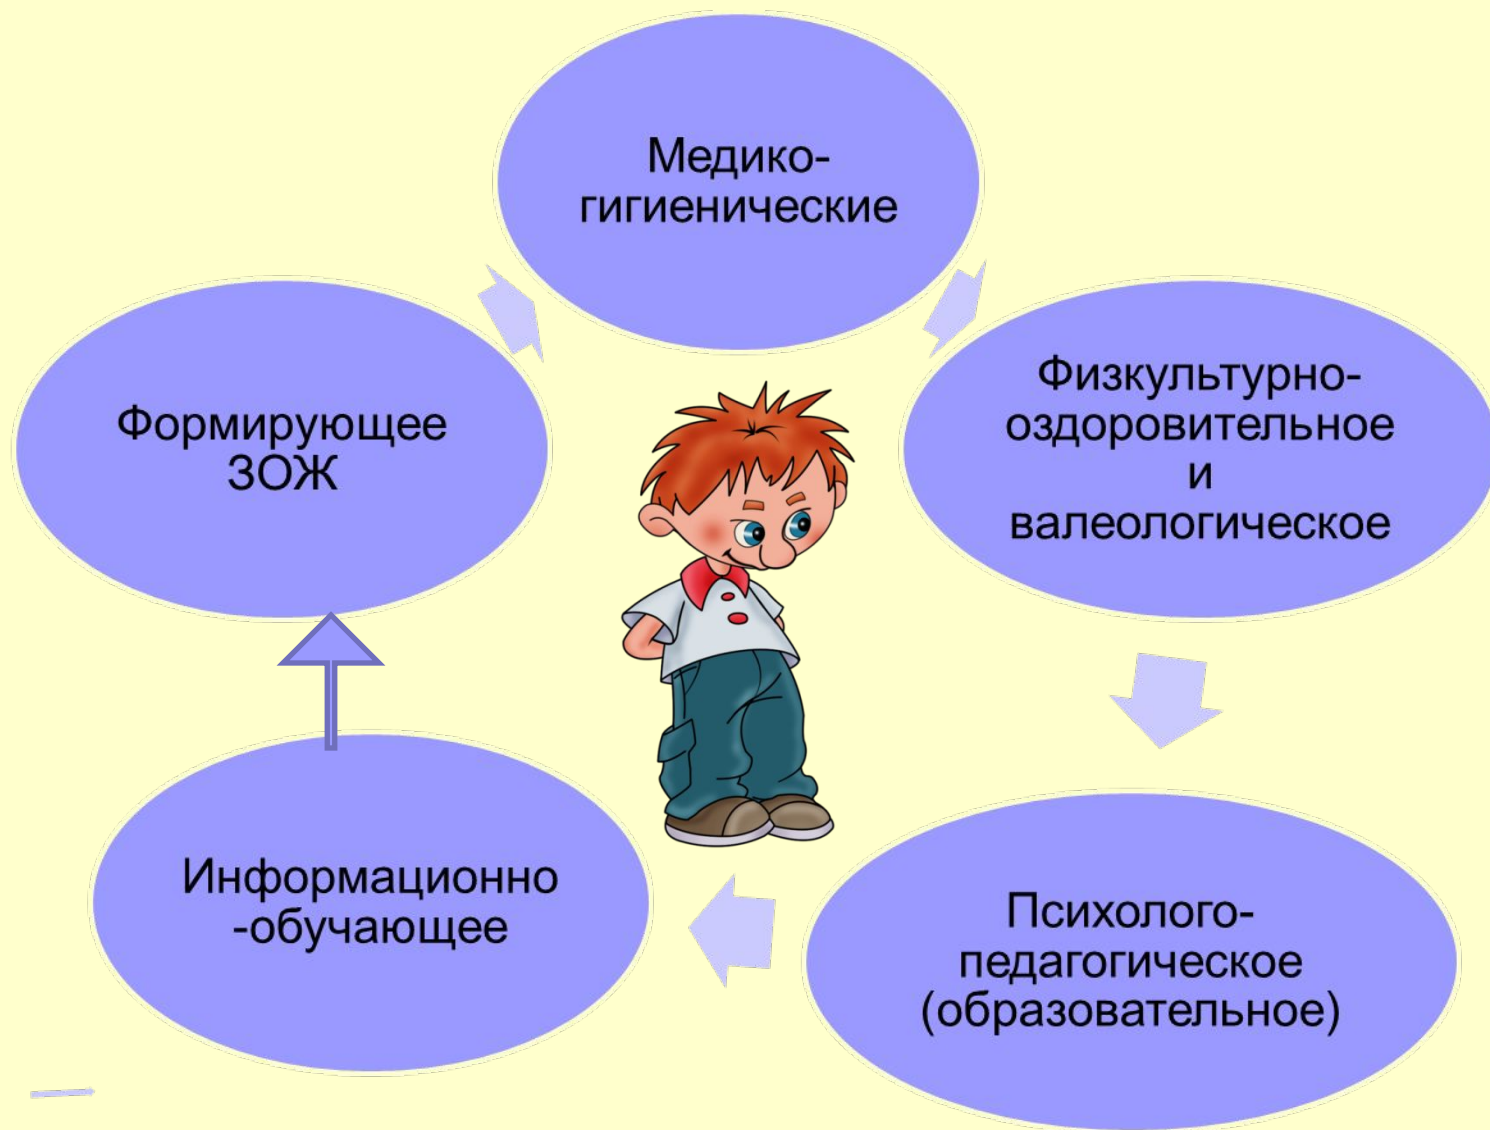 Медико-
гигиенические
Физкультурно-
оздоровительное
и
валеологическое
Психолого-
педагогическое
(образовательное)
Информационно
-обучающее
Формирующее
ЗОЖ